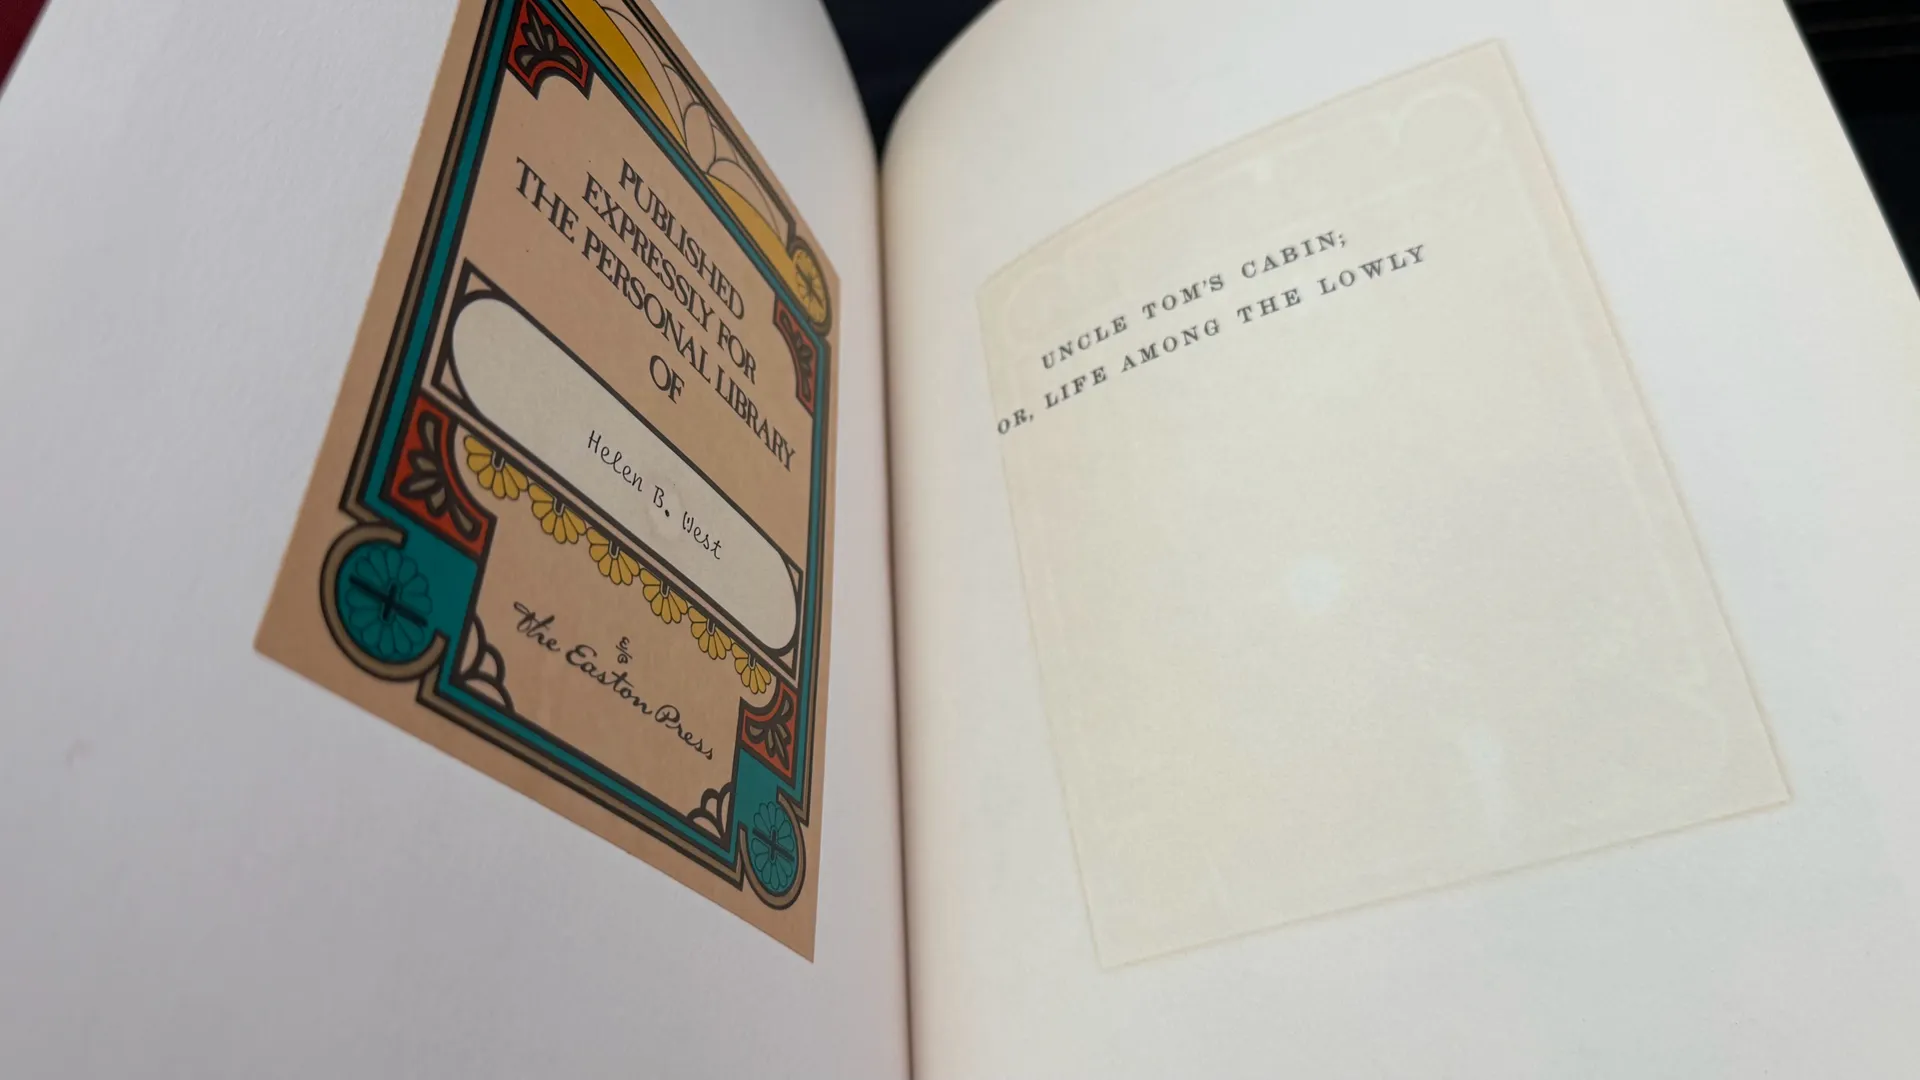 PUBLISHED
EXPRESSLY FOR
THE PERSONAL LIBRARY
OF
Helen B. West
The Easton Press
UNCLE TOM'S CABIN;
OR, LIFE AMONG THE LOWLY